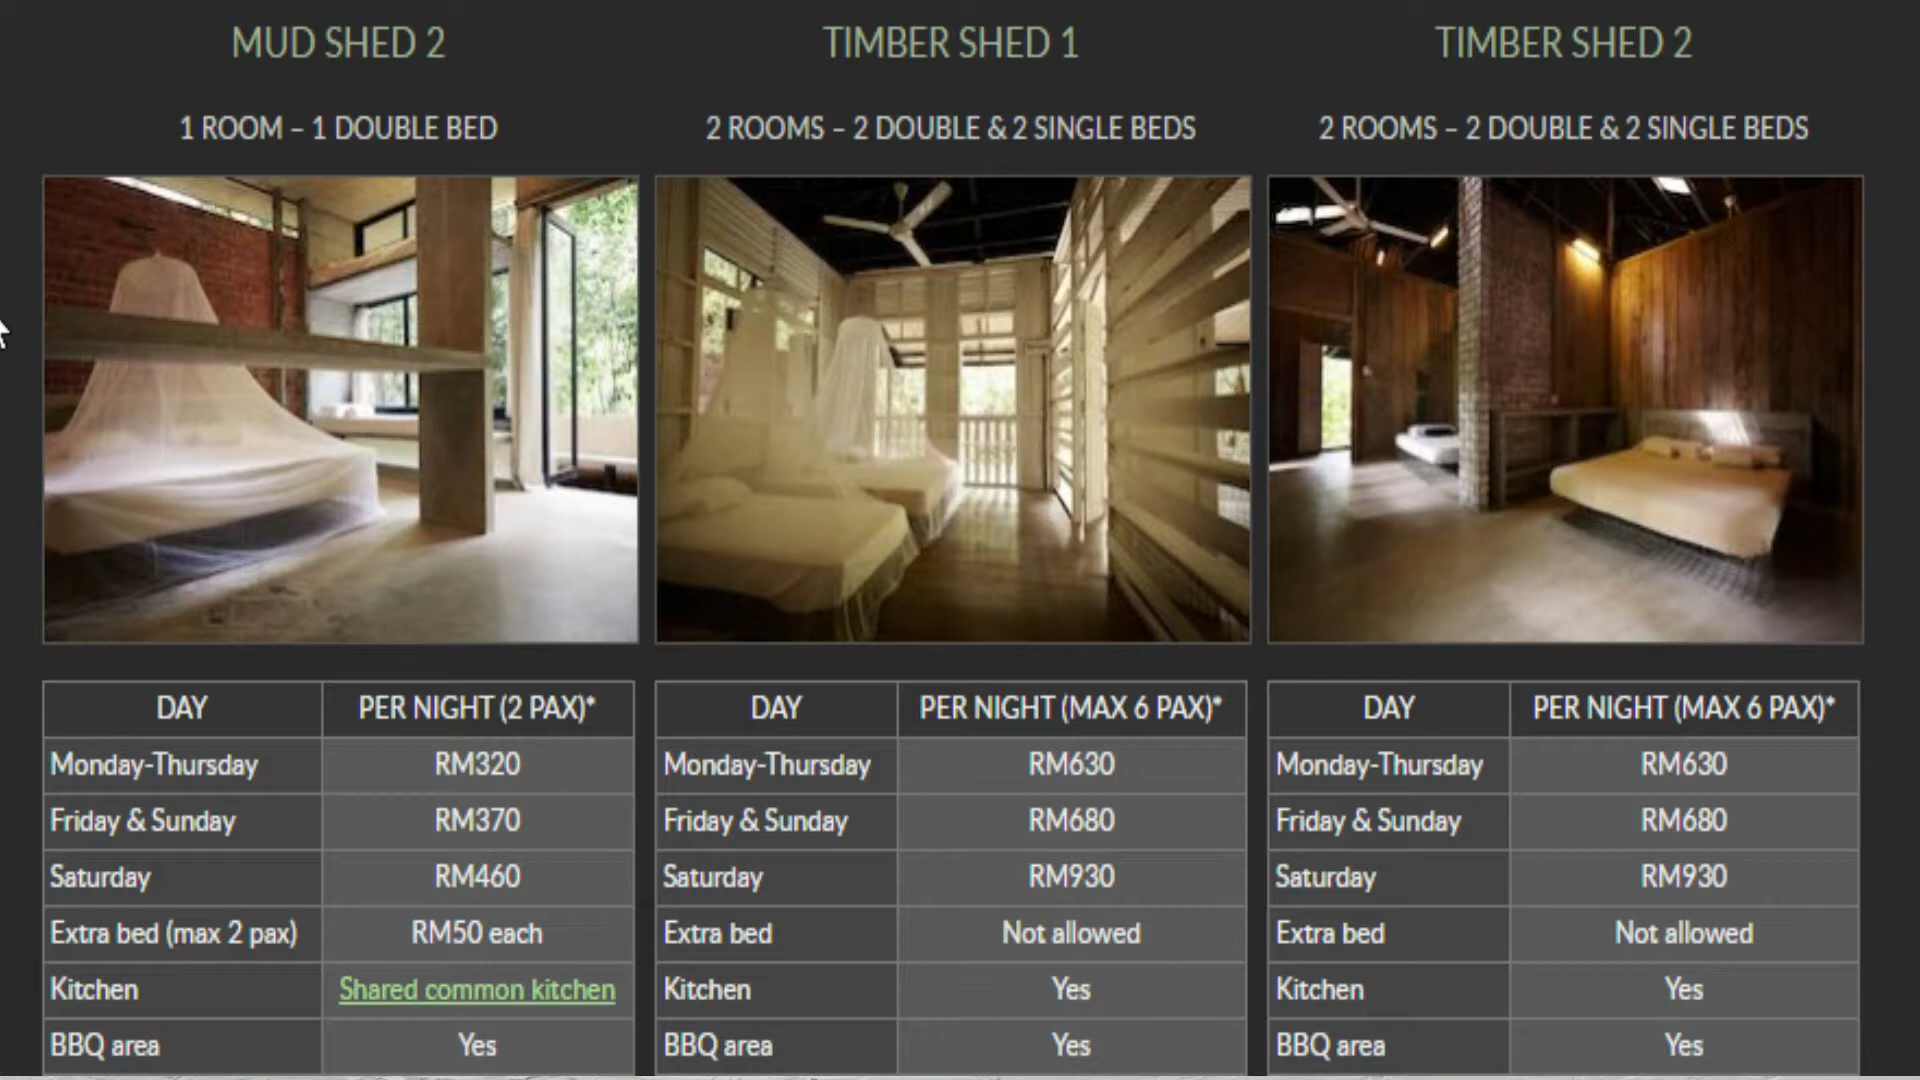 MUD SHED 2
1 ROOM – 1 DOUBLE BED
DAY PER NIGHT (2 PAX)*
Monday-Thursday RM320
Friday & Sunday RM370
Saturday RM460
Extra bed (max 2 pax) RM50 each
Kitchen Shared common kitchen
BBQ area Yes
TIMBER SHED 1
2 ROOMS – 2 DOUBLE & 2 SINGLE BEDS
DAY PER NIGHT (MAX 6 PAX)*
Monday-Thursday RM630
Friday & Sunday RM680
Saturday RM930
Extra bed Not allowed
Kitchen Yes
BBQ area Yes
TIMBER SHED 2
2 ROOMS – 2 DOUBLE & 2 SINGLE BEDS
DAY PER NIGHT (MAX 6 PAX)*
Monday-Thursday RM630
Friday & Sunday RM680
Saturday RM930
Extra bed Not allowed
Kitchen Yes
BBQ area Yes